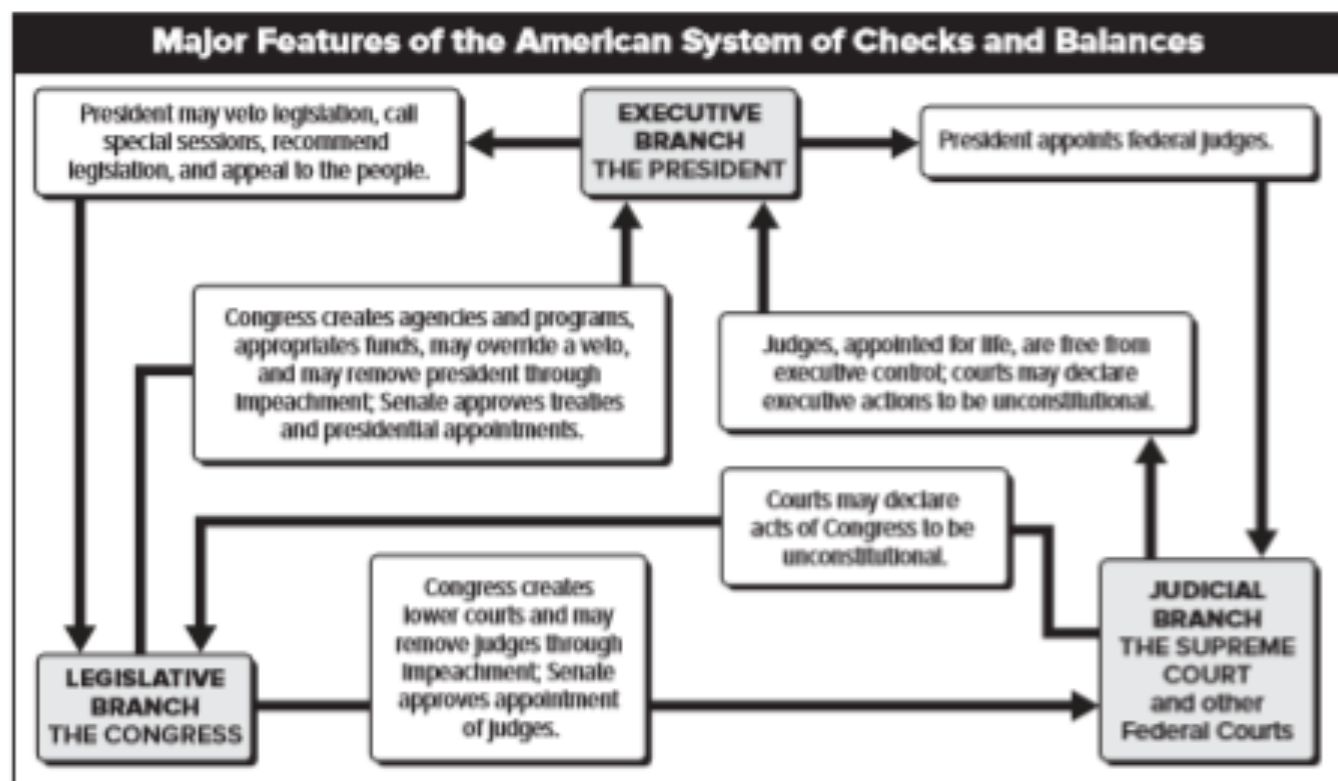 Major Features of the American System of Checks and Balances
President may veto legislation, call
special sessions, recommend
legislation, and appeal to the people.
EXECUTIVE
BRANCH
THE PRESIDENT
President appoints federal judges.
Congress creates agencies and programs,
appropriates funds, may override a veto,
and may remove president through
impeachment; Senate approves treaties
and presidential appointments.
Judges, appointed for life, are free from
executive control; courts may declare
executive actions to be unconstitutional.
Courts may declare
acts of Congress to be
unconstitutional.
Congress creates
lower courts and may
remove judges through
impeachment; Senate
approves appointment
of judges.
LEGISLATIVE
BRANCH
THE CONGRESS
JUDICIAL
BRANCH
THE SUPREME
COURT
and other
Federal Courts